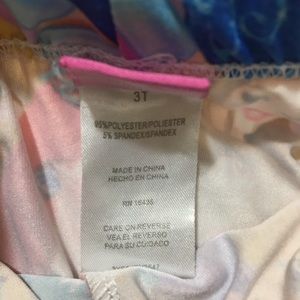 3T
95%POLYESTER/POLIESTER
5% SPANDEX/SPANDEX
MADE IN CHINA
HECHO EN CHINA
RN 16436
CARE ON REVERSE
VEA EL REVERSO
PARA SU CUIDADO